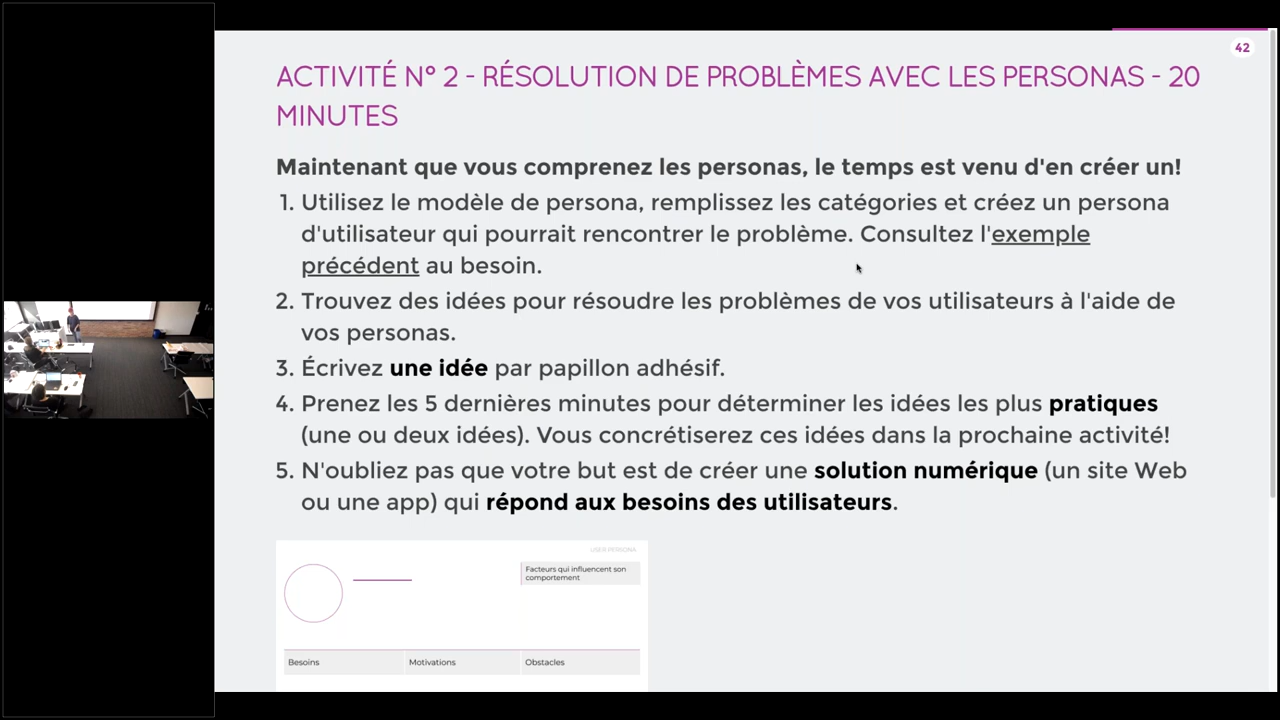 42
ACTIVITÉ N° 2 - RÉSOLUTION DE PROBLÈMES AVEC LES PERSONAS - 20
MINUTES
Maintenant que vous comprenez les personas, le temps est venu d'en créer un!
1. Utilisez le modèle de persona, remplissez les catégories et créez un persona
d'utilisateur qui pourrait rencontrer le problème. Consultez l'exemple
précédent au besoin.
2. Trouvez des idées pour résoudre les problèmes de vos utilisateurs à l'aide de
vos personas.
3. Écrivez une idée par papillon adhésif.
4. Prenez les 5 dernières minutes pour déterminer les idées les plus pratiques
(une ou deux idées). Vous concrétiserez ces idées dans la prochaine activité!
5. N'oubliez pas que votre but est de créer une solution numérique (un site Web
ou une app) qui répond aux besoins des utilisateurs.
USER PERSONA
Facteurs qui influencent son
comportement
Besoins
Motivations
Obstacles